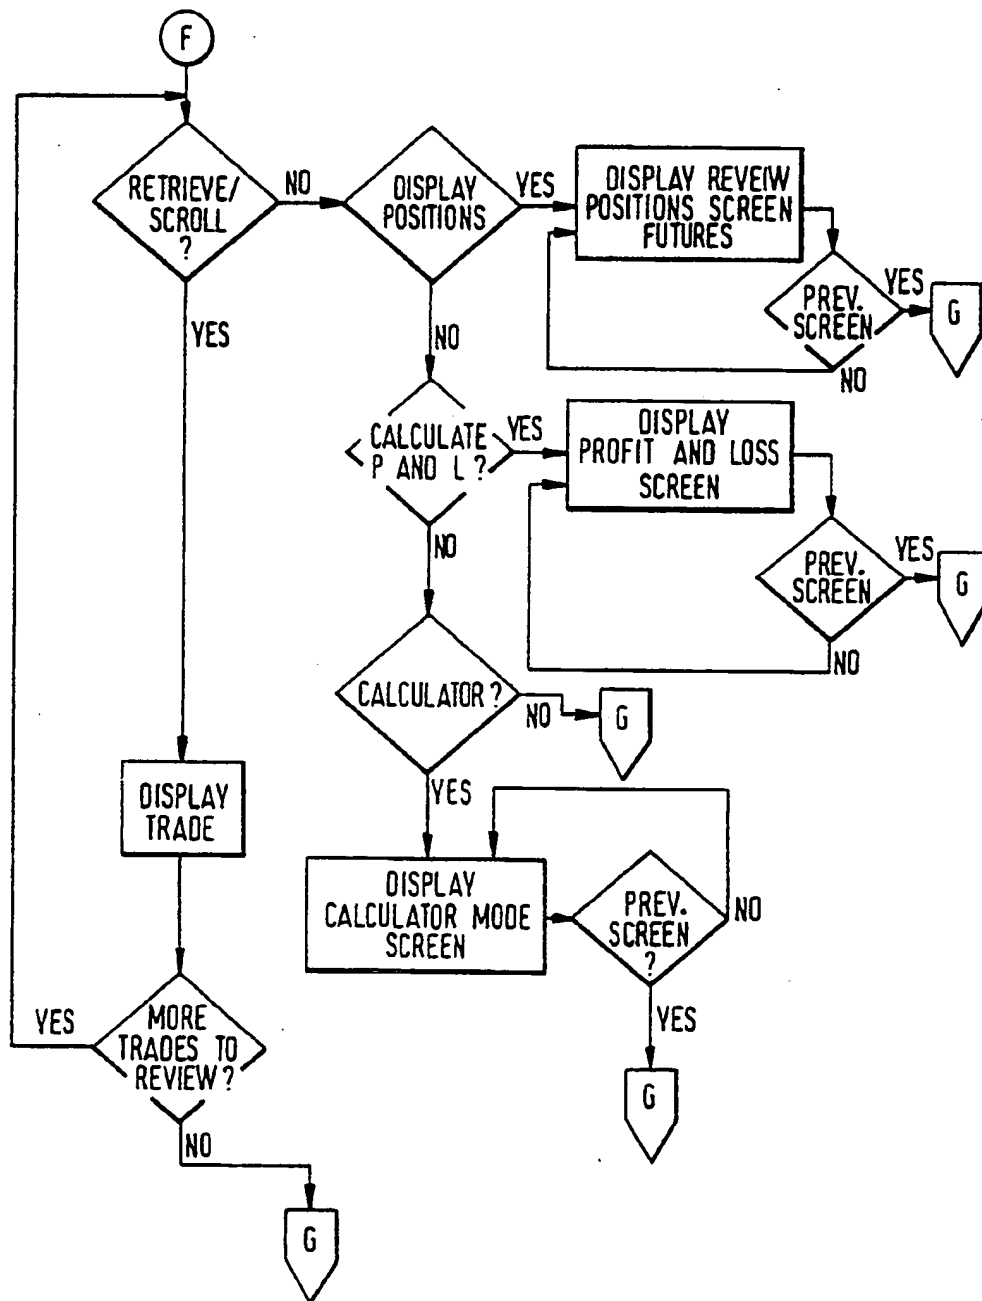 F
RETRIEVE/
SCROLL
?
NO
DISPLAY
POSITIONS
YES
DISPLAY REVEIW
POSITIONS SCREEN
FUTURES
PREV.
SCREEN
YES
G
NO
YES
NO
CALCULATE
P AND L ?
YES
DISPLAY
PROFIT AND LOSS
SCREEN
PREV.
SCREEN
YES
G
NO
NO
CALCULATOR ?
NO
G
YES
DISPLAY
TRADE
DISPLAY
CALCULATOR MODE
SCREEN
PREV.
SCREEN
?
NO
YES
G
MORE
TRADES TO
REVIEW ?
YES
NO
G